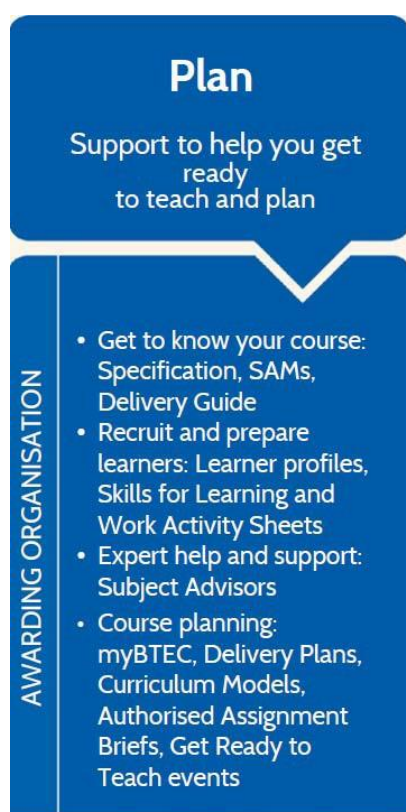 Plan
Support to help you get
ready
to teach and plan
AWARDING ORGANISATION
• Get to know your course:
Specification, SAMs,
Delivery Guide
• Recruit and prepare
learners: Learner profiles,
Skills for Learning and
Work Activity Sheets
• Expert help and support:
Subject Advisors
• Course planning:
myBTEC, Delivery Plans,
Curriculum Models,
Authorised Assignment
Briefs, Get Ready to
Teach events